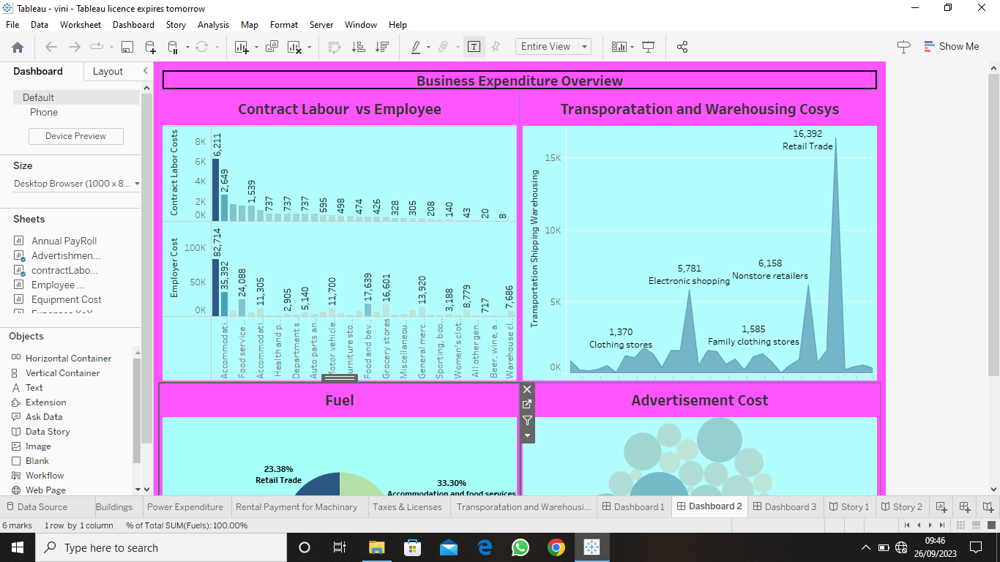 Tableau - vini - Tableau licence expires tomorrow
File Data Worksheet Dashboard Story Analysis Map Format Server Window Help
Entire View
Show Me
Dashboard Layout
Default
Phone
Device Preview
Size
Desktop Browser (1000 x 8...
Sheets
Annual PayRoll
Advertishmen...
contractLabo...
Employee ...
Equipment Cost
Expenses YoY
Objects
Horizontal Container
Vertical Container
Text
Extension
Ask Data
Data Story
Image
Blank
Workflow
Web Page
Business Expenditure Overview
Contract Labour vs Employee
Contract Labor Costs
8K
6K
4K
2K
0K
6,211
2,649
1,539
737
737
737
595
498
474
426
328
305
208
140
43
20
8
Employer Cost
100K
50K
0K
82,714
35,392
24,088
11,305
2,905
5,140
11,700
17,639
16,601
13,920
3,188
8,779
717
7,686
Accommodati..
Food service ..
Accommodati..
Health and p..
Department s..
Auto parts an..
Motor vehicle..
urniture sto..
Food and bev..
Grocery stores
Miscellaneou..
General merc..
Sporting, boo..
Women's clot..
All other gen..
Beer, wine, a..
Warehouse cl..
Transporatation and Warehousing Cosys
Transportation Shipping Warehousing
15K
10K
5K
0K
16,392
Retail Trade
5,781
Electronic shopping
6,158
Nonstore retailers
1,370
Clothing stores
1,585
Family clothing stores
Fuel
23.38%
Retail Trade
33.30%
Accommodation and food services
Advertisement Cost
Data Source Buildings Power Expenditure Rental Payment for Machinary Taxes & Licenses Transporatation and Warehousi... Dashboard 1 Dashboard 2 Dashboard 3 Story 1 Story 2
6 marks 1 row by 1 column % of Total SUM(Fuels): 100.00%
Type here to search
09:46
26/09/2023